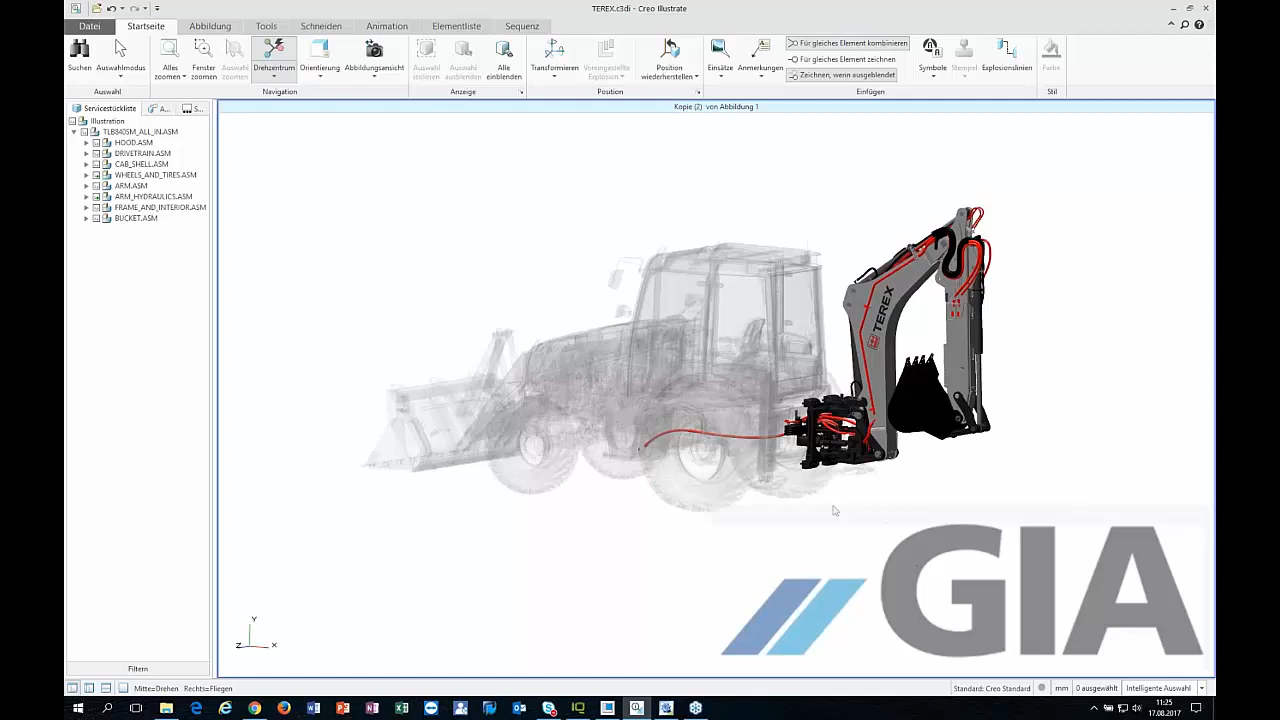 TEREX.c3di - Creo Illustrate
Datei Startseite Abbildung Tools Schneiden Animation Elementliste Sequenz
Suchen Auswahlmodus Alles zoomen Fenster zoomen Auswahl zoomen Drehzentrum Orientierung Abbildungsansicht Auswahl isolieren Auswahl ausblenden Alle einblenden Transformieren Voreingestellte Explosion Position wiederherstellen Einsätze Anmerkungen
Für gleiches Element kombinieren
Für gleiches Element zeichnen
Zeichnen, wenn ausgeblendet
Symbole Stempel Explosionslinien Farbe
Auswahl Navigation Anzeige Position Einfügen Stil
Servicestückliste A... S...
Kopie (2) von Abbildung 1
Illustration
TLB840SM_ALL_IN.ASM
HOOD.ASM
DRIVETRAIN.ASM
CAB_SHELL.ASM
WHEELS_AND_TIRES.ASM
ARM.ASM
ARM_HYDRAULICS.ASM
FRAME_AND_INTERIOR.ASM
BUCKET.ASM
TEREX
GIA
Y
Z X
Filtern
Mitte=Drehen Rechts=Fliegen
Standard: Creo Standard mm 0 ausgewählt Intelligente Auswahl
11:25
17.08.2017